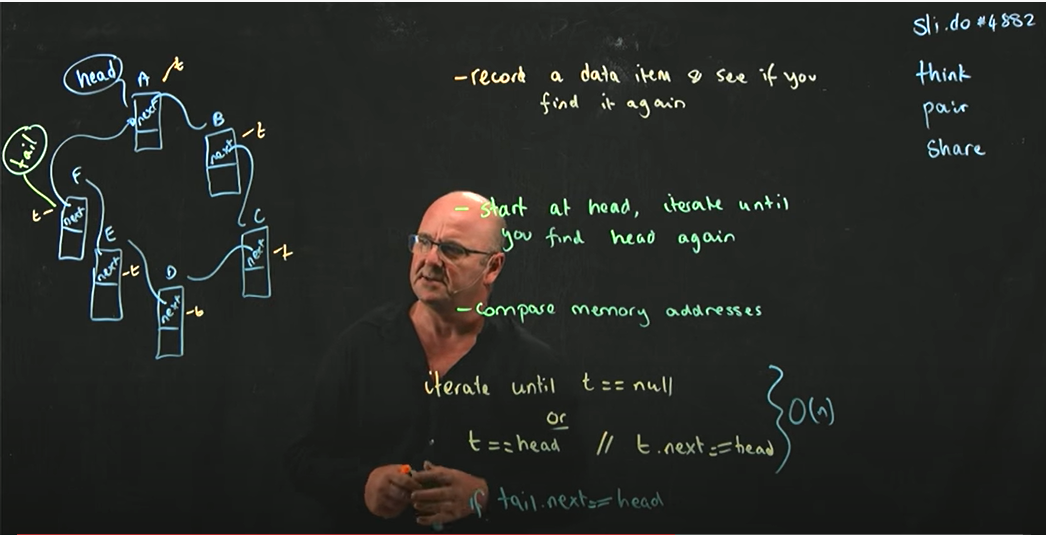 Sli.do #4882
think
pair
share
head
A
t
next
B
t
next
C
t
next
D
t
next
E
t
next
F
t
next
tail
- record a data item & see if you
find it again
- start at head, iterate until
you find head again
- compare memory addresses
iterate until t == null
or
t == head // t.next == head
O(n)
if tail.next == head